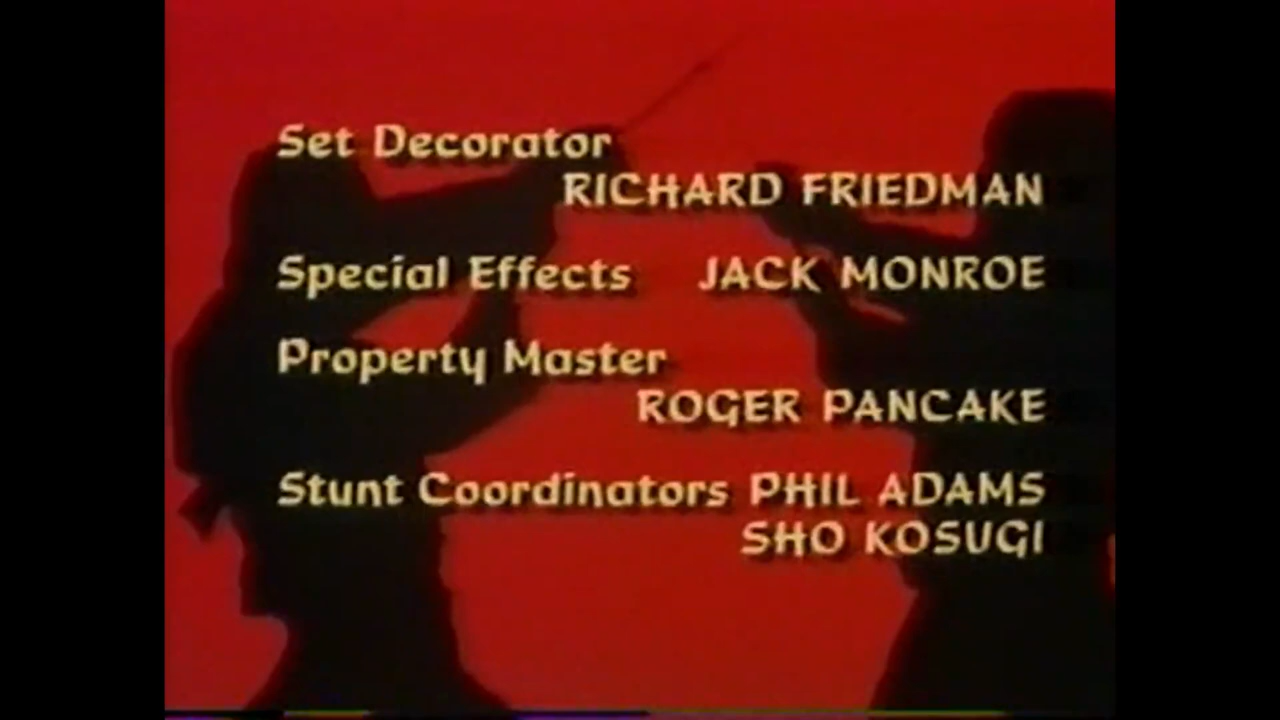 Set Decorator
RICHARD FRIEDMAN
Special Effects JACK MONROE
Property Master
ROGER PANCAKE
Stunt Coordinators PHIL ADAMS
SHO KOSUGI